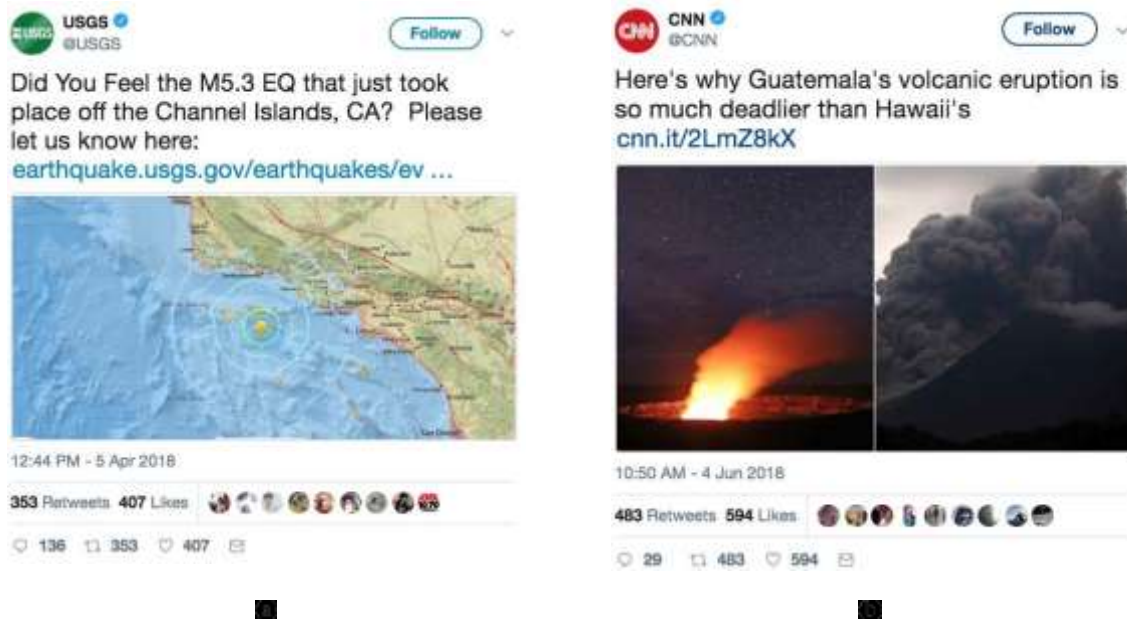 USGS
@USGS
Follow
Did You Feel the M5.3 EQ that just took
place off the Channel Islands, CA? Please
let us know here:
earthquake.usgs.gov/earthquakes/ev ...
12:44 PM - 5 Apr 2018
353 Retweets 407 Likes
136 353 407
CNN
@CNN
Follow
Here's why Guatemala's volcanic eruption is
so much deadlier than Hawaii's
cnn.it/2LmZ8kX
10:50 AM - 4 Jun 2018
483 Retweets 594 Likes
29 483 594